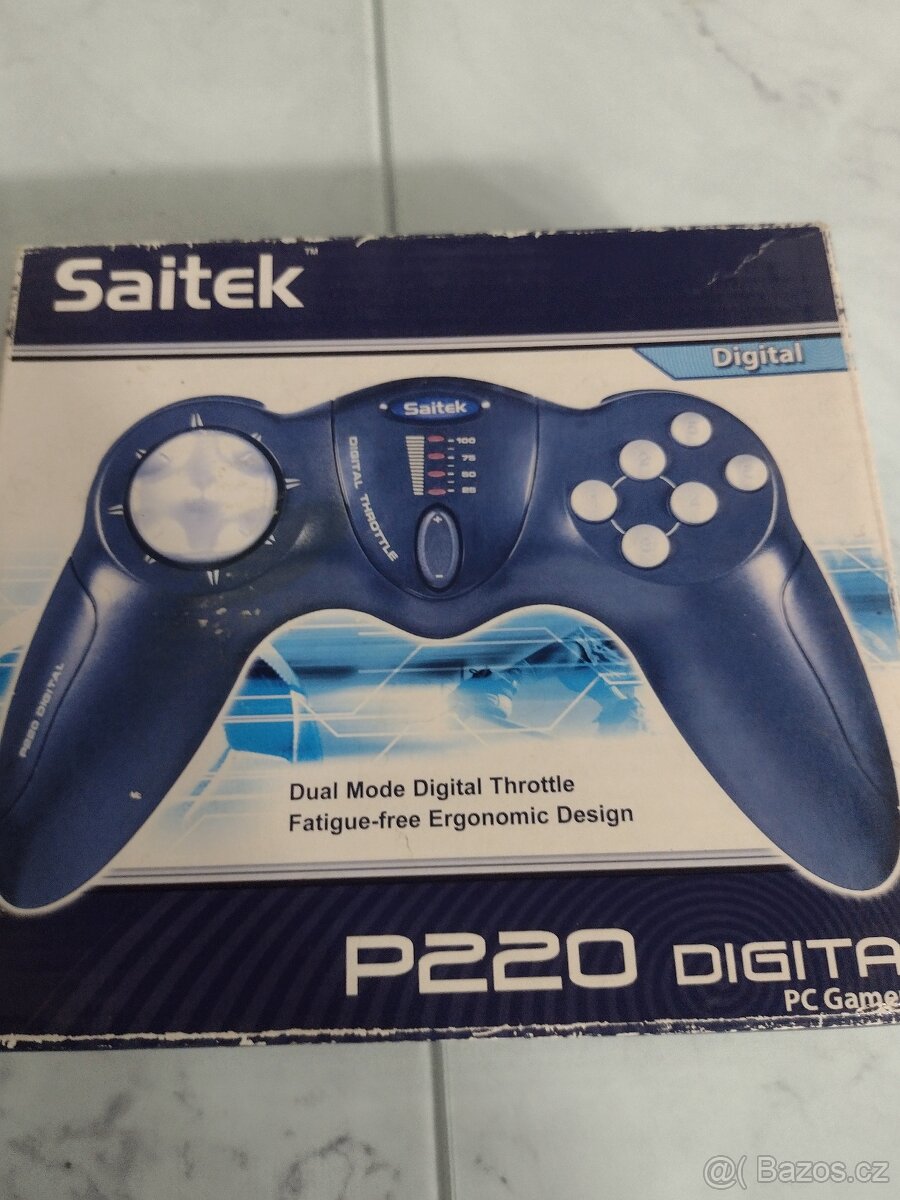 Saitek™
Digital
Saitek
DIGITAL THROTTLE
100
75
50
25
+
-
P220 DIGITAL
Dual Mode Digital Throttle
Fatigue-free Ergonomic Design
P220 DIGITA
PC Game
@( Bazos.cz